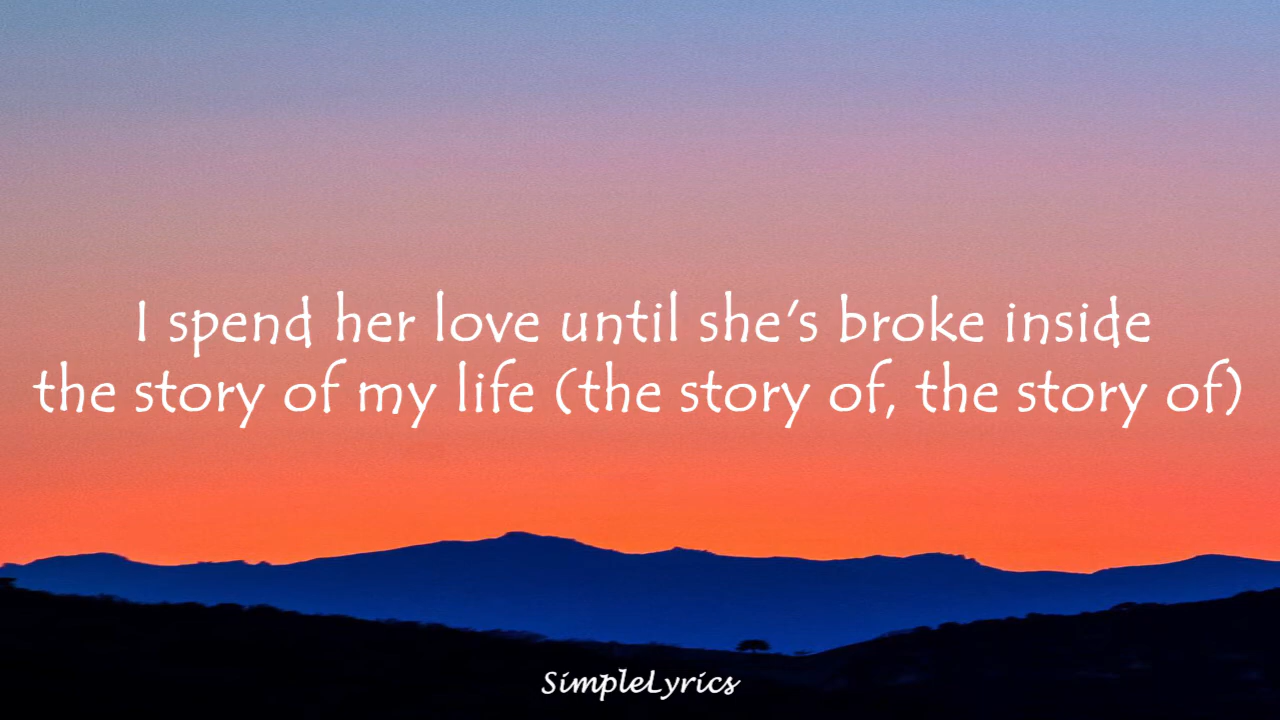 I spend her love until she's broke inside
the story of my life (the story of, the story of)
SimpleLyrics